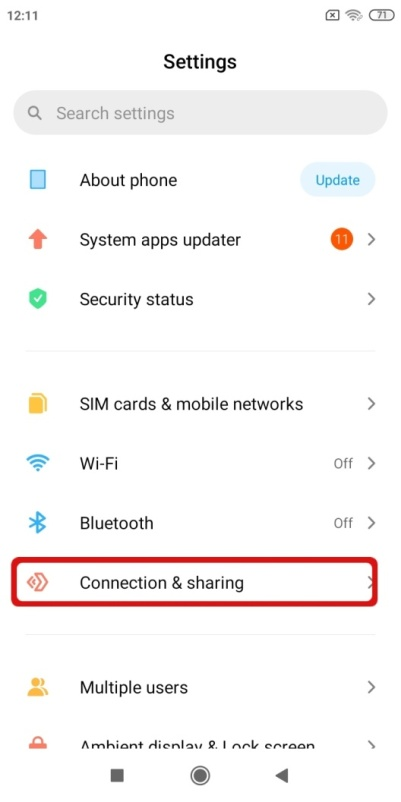 12:11
71
Settings
Search settings
About phone
Update
System apps updater
11
Security status
SIM cards & mobile networks
Wi-Fi
Off
Bluetooth
Off
Connection & sharing
Multiple users
Ambient display & Lock screen